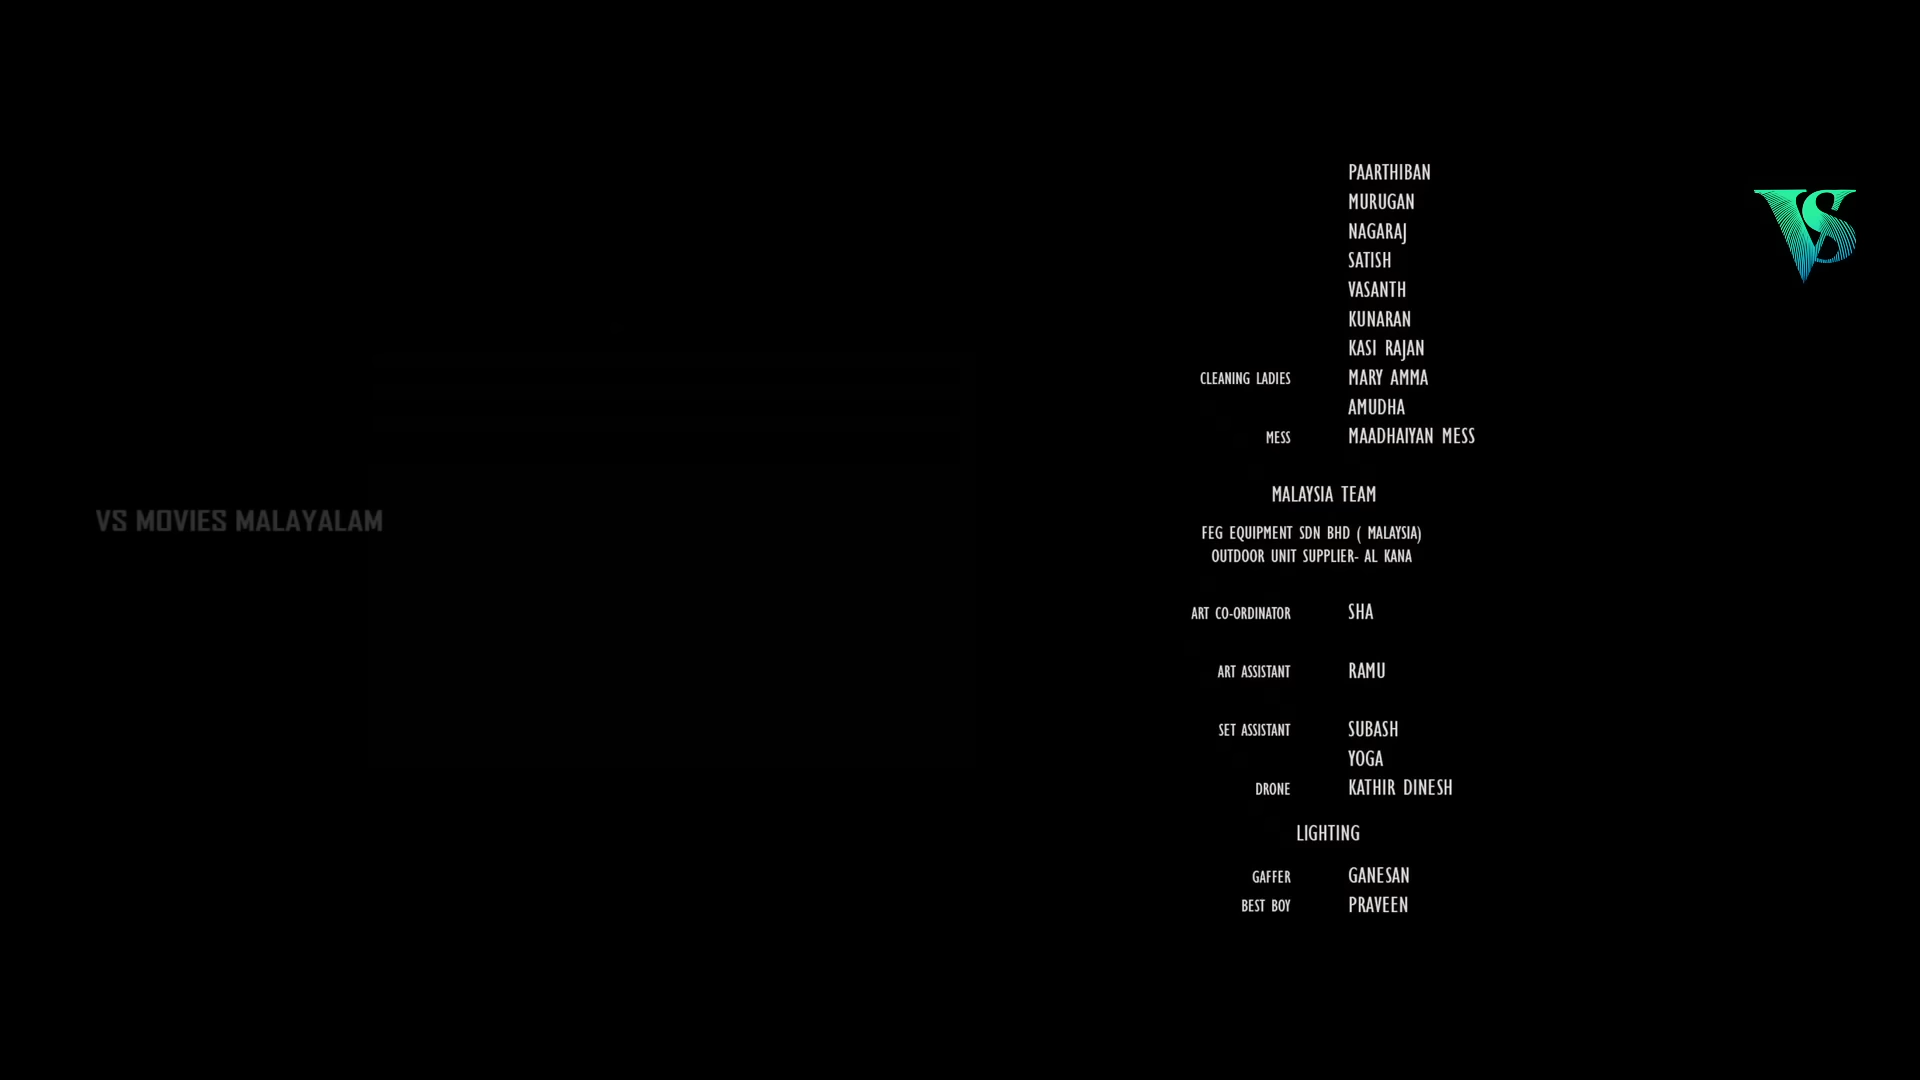 PAARTHIBAN
MURUGAN
NAGARAJ
SATISH
VASANTH
KUNARAN
KASI RAJAN
CLEANING LADIES MARY AMMA
AMUDHA
MESS MAADHAIYAN MESS
MALAYSIA TEAM
FEG EQUIPMENT SDN BHD ( MALAYSIA)
OUTDOOR UNIT SUPPLIER- AL KANA
ART CO-ORDINATOR SHA
ART ASSISTANT RAMU
SET ASSISTANT SUBASH
YOGA
DRONE KATHIR DINESH
LIGHTING
GAFFER GANESAN
BEST BOY PRAVEEN
VS MOVIES MALAYALAM
VS